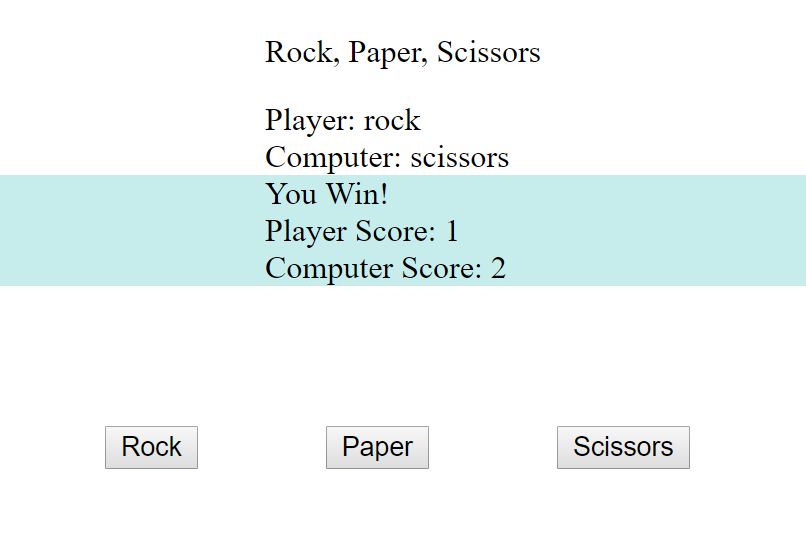 Rock, Paper, Scissors
Player: rock
Computer: scissors
You Win!
Player Score: 1
Computer Score: 2
Rock
Paper
Scissors